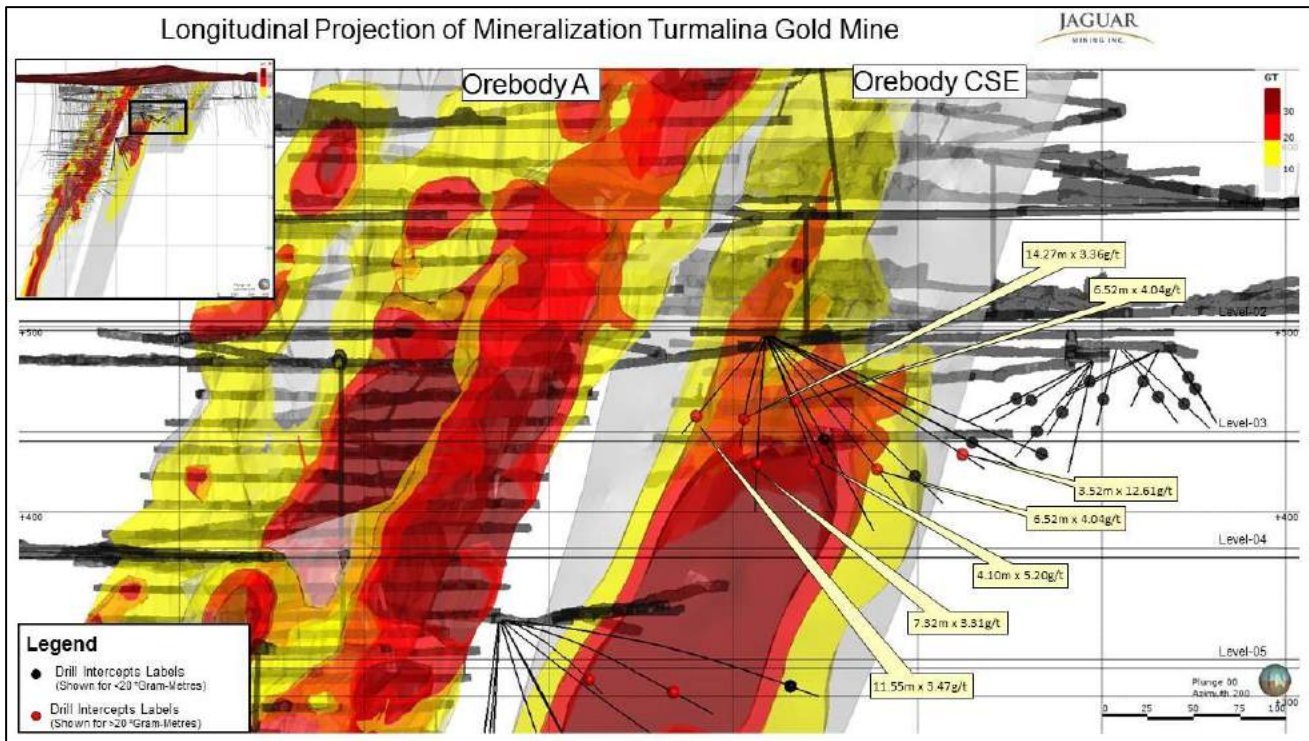 Longitudinal Projection of Mineralization Turmalina Gold Mine
JAGUAR
MINING INC.
Orebody A
Orebody CSE
GT
30
20
10
14.27m x 3.36g/t
6.52m x 4.04g/t
Level-02
+500
+500
Level-03
3.52m x 12.61g/t
6.52m x 4.04g/t
+400
+400
Level-04
4.10m x 5.20g/t
7.32m x 3.31g/t
Level-05
11.55m x 3.47g/t
Legend
Drill Intercepts Labels
(Shown for <20 "Gram-Metres)
Drill Intercepts Labels
(Shown for >20 "Gram-Metres)
Plunge 00
Azimuth 200
0 25 50 75 100
+300